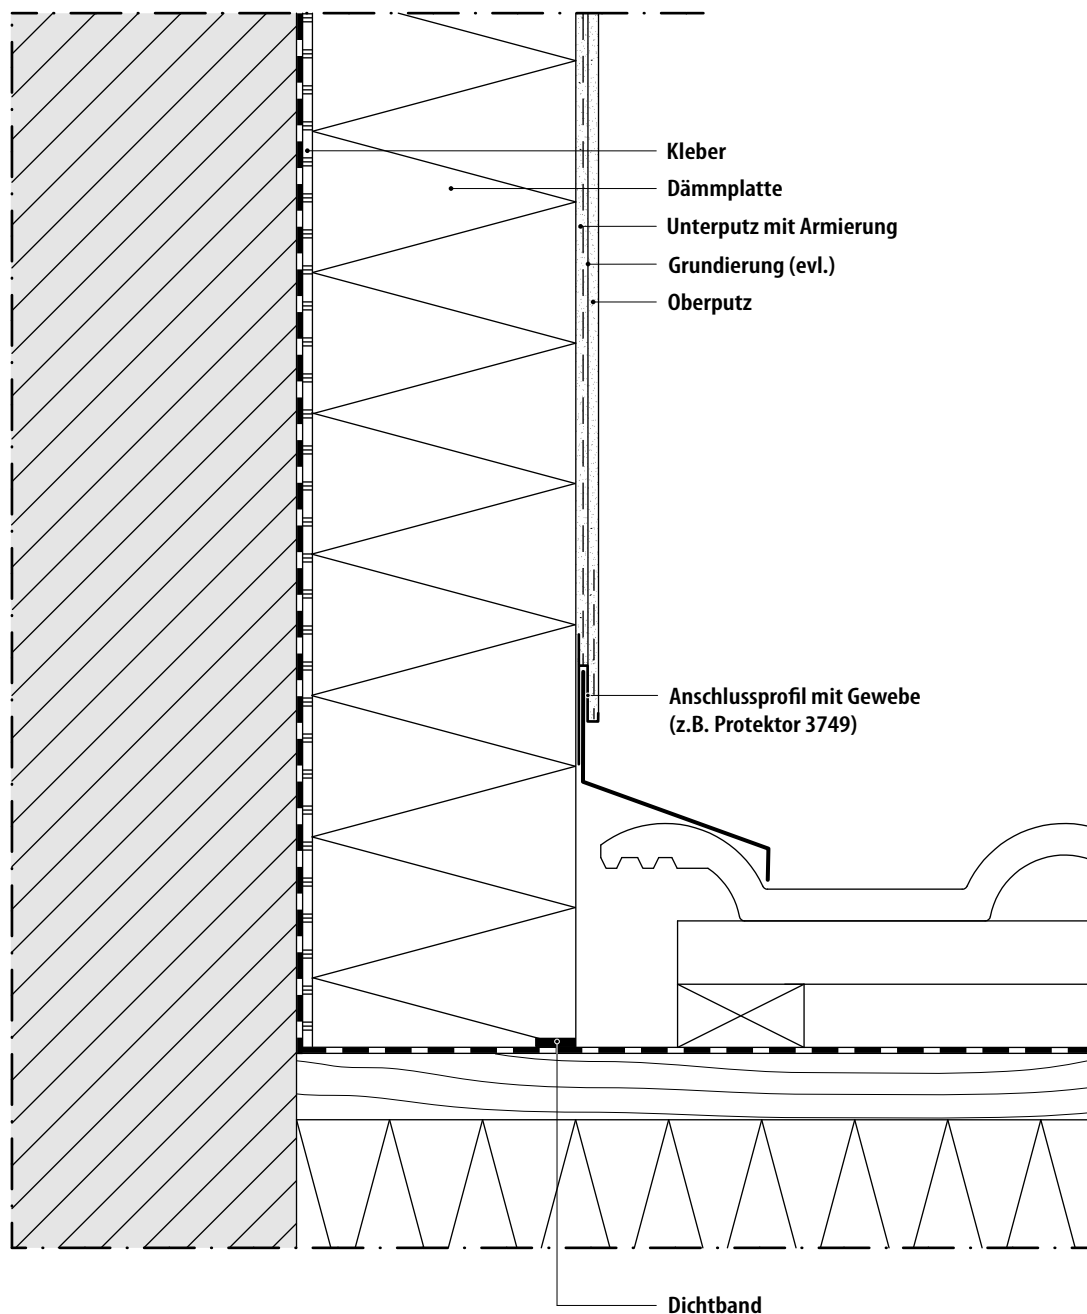 Kleber
Dämmplatte
Unterputz mit Armierung
Grundierung (evl.)
Oberputz
Anschlussprofil mit Gewebe
(z.B. Protektor 3749)
Dichtband